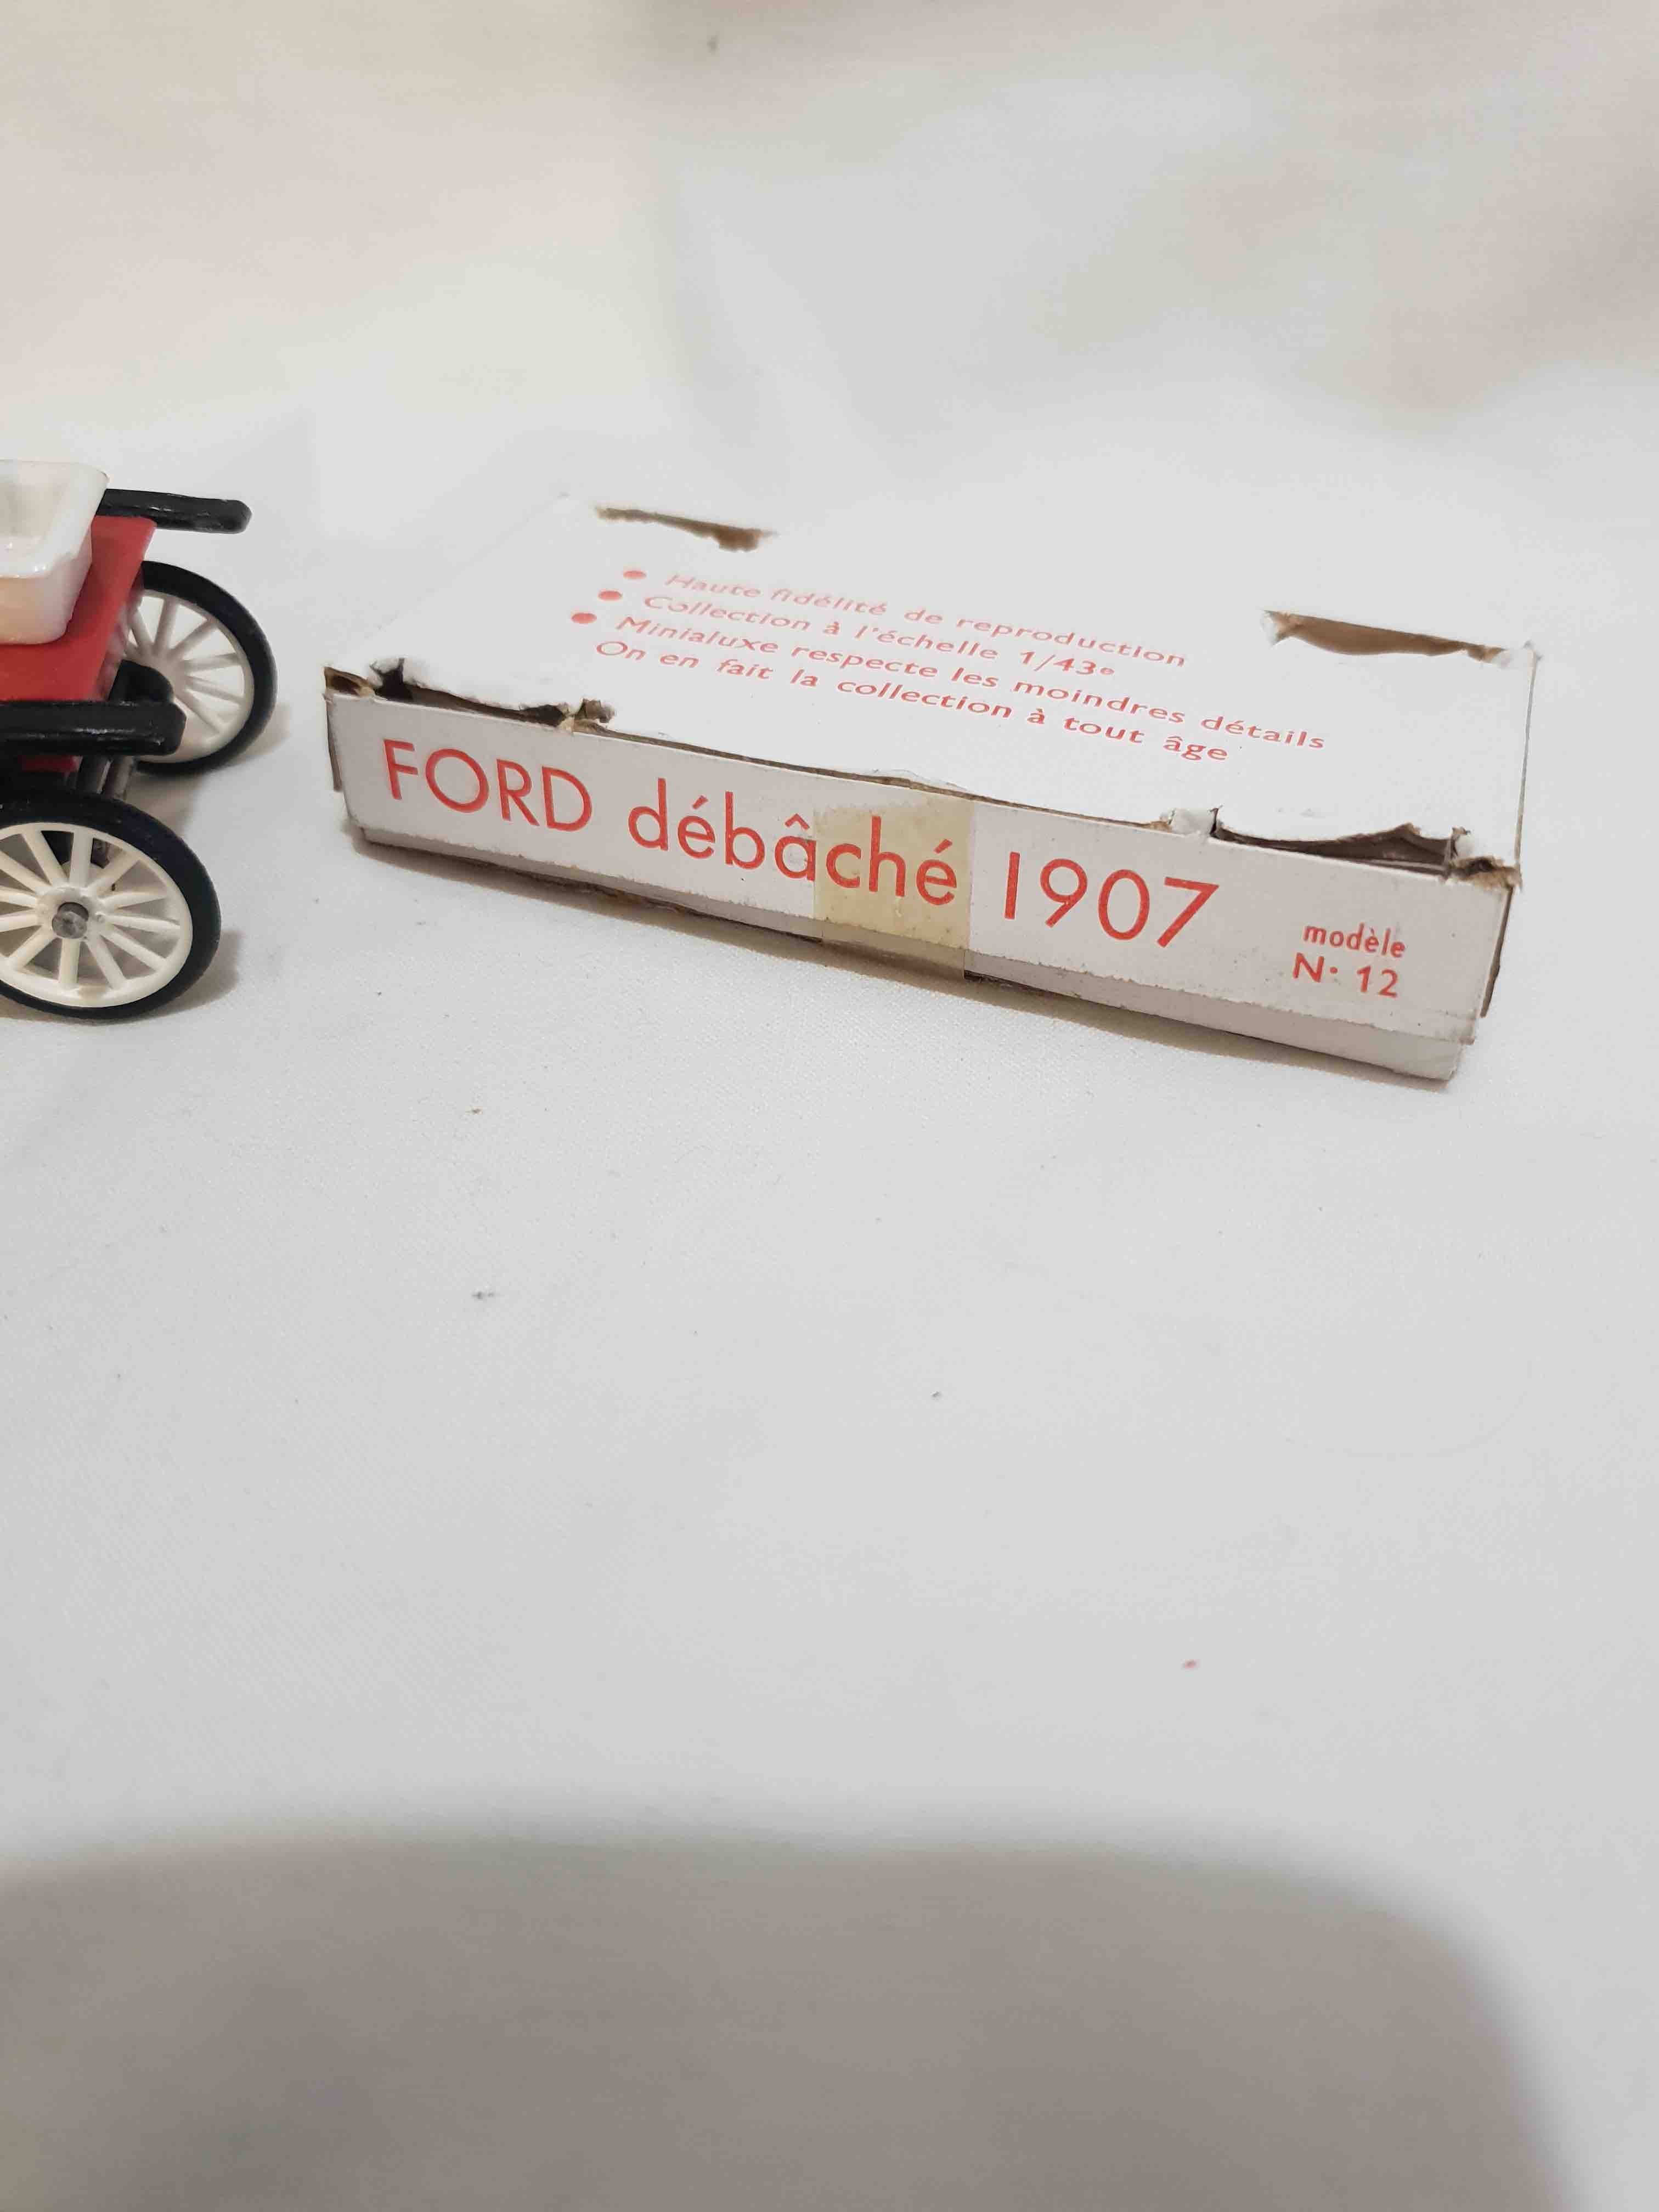 Haute fidélité de reproduction
Collection à l'échelle 1/43e
Minialuxe respecte les moindres détails
On en fait la collection à tout âge
FORD débâché 1907
modèle
N· 12